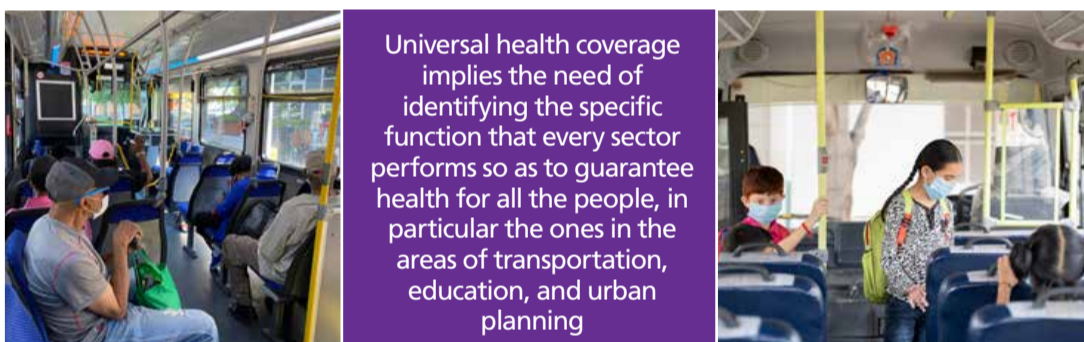 Universal health coverage
implies the need of
identifying the specific
function that every sector
performs so as to guarantee
health for all the people, in
particular the ones in the
areas of transportation,
education, and urban
planning